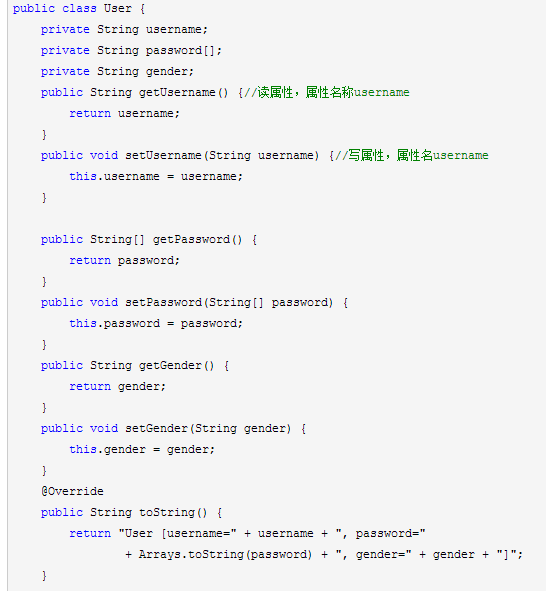 public class User {
    private String username;
    private String password[];
    private String gender;
    public String getUsername() {//读属性，属性名称username
        return username;
    }
    public void setUsername(String username) {//写属性，属性名username
        this.username = username;
    }

    public String[] getPassword() {
        return password;
    }
    public void setPassword(String[] password) {
        this.password = password;
    }
    public String getGender() {
        return gender;
    }
    public void setGender(String gender) {
        this.gender = gender;
    }
    @Override
    public String toString() {
        return "User [username=" + username + ", password="
                + Arrays.toString(password) + ", gender=" + gender + "]";
    }